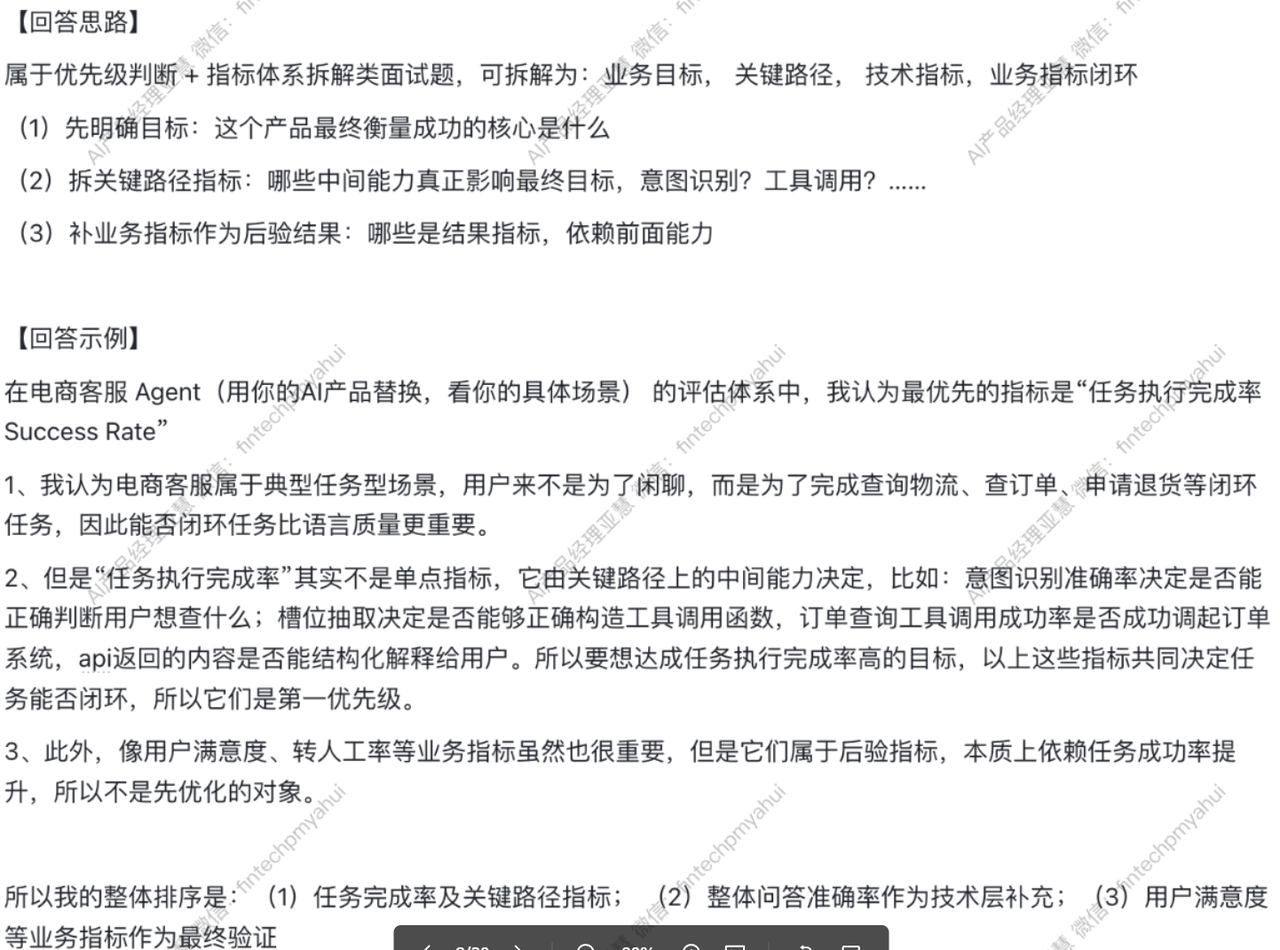 【回答思路】
属于优先级判断 + 指标体系拆解类面试题，可拆解为：业务目标， 关键路径， 技术指标，业务指标闭环
（1）先明确目标：这个产品最终衡量成功的核心是什么
（2）拆关键路径指标：哪些中间能力真正影响最终目标，意图识别？工具调用？……
（3）补业务指标作为后验结果：哪些是结果指标，依赖前面能力
【回答示例】
在电商客服 Agent（用你的AI产品替换，看你的具体场景） 的评估体系中，我认为最优先的指标是“任务执行完成率
Success Rate”
1、我认为电商客服属于典型任务型场景，用户来不是为了闲聊，而是为了完成查询物流、查订单、申请退货等闭环
任务，因此能否闭环任务比语言质量更重要。
2、但是“任务执行完成率”其实不是单点指标，它由关键路径上的中间能力决定，比如：意图识别准确率决定是否能
正确判断用户想查什么；槽位抽取决定是否能够正确构造工具调用函数，订单查询工具调用成功率是否成功调起订单
系统，api返回的内容是否能结构化解释给用户。所以要想达成任务执行完成率高的目标，以上这些指标共同决定任
务能否闭环，所以它们是第一优先级。
3、此外，像用户满意度、转人工率等业务指标虽然也很重要，但是它们属于后验指标，本质上依赖任务成功率提
升，所以不是先优化的对象。
所以我的整体排序是：（1）任务完成率及关键路径指标； （2）整体问答准确率作为技术层补充；（3）用户满意度
等业务指标作为最终验证
AI产品经理亚慧 微信：fintechpmyahui